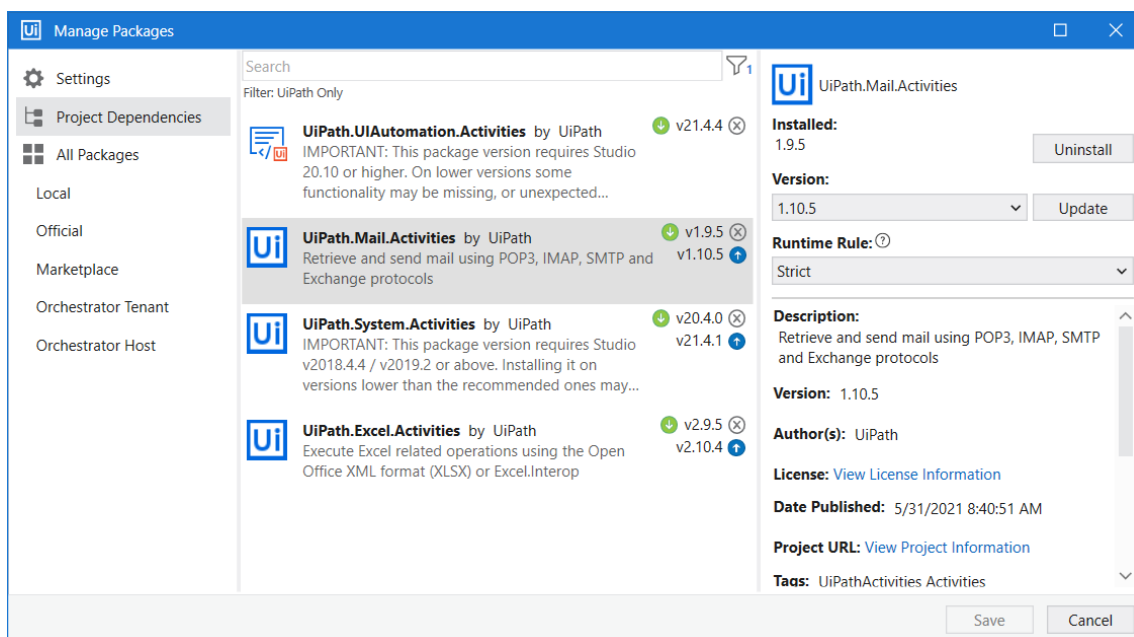 Ui Manage Packages
Settings
Project Dependencies
All Packages
Local
Official
Marketplace
Orchestrator Tenant
Orchestrator Host
Search
1
Filter: UiPath Only
UiPath.UIAutomation.Activities by UiPath
v21.4.4
IMPORTANT: This package version requires Studio
20.10 or higher. On lower versions some
functionality may be missing, or unexpected...
Ui
Ui
UiPath.Mail.Activities by UiPath
v1.9.5
Retrieve and send mail using POP3, IMAP, SMTP and
v1.10.5
Exchange protocols
Ui
UiPath.System.Activities by UiPath
v20.4.0
IMPORTANT: This package version requires Studio
v21.4.1
v2018.4.4 / v2019.2 or above. Installing it on
versions lower than the recommended ones may...
Ui
UiPath.Excel.Activities by UiPath
v2.9.5
Execute Excel related operations using the Open
v2.10.4
Office XML format (XLSX) or Excel.Interop
Ui
UiPath.Mail.Activities
Installed:
1.9.5
Uninstall
Version:
1.10.5
Update
Runtime Rule: ?
Strict
Description:
Retrieve and send mail using POP3, IMAP, SMTP
and Exchange protocols
Version: 1.10.5
Author(s): UiPath
License: View License Information
Date Published: 5/31/2021 8:40:51 AM
Project URL: View Project Information
Tags: UiPathActivities Activities
Save
Cancel